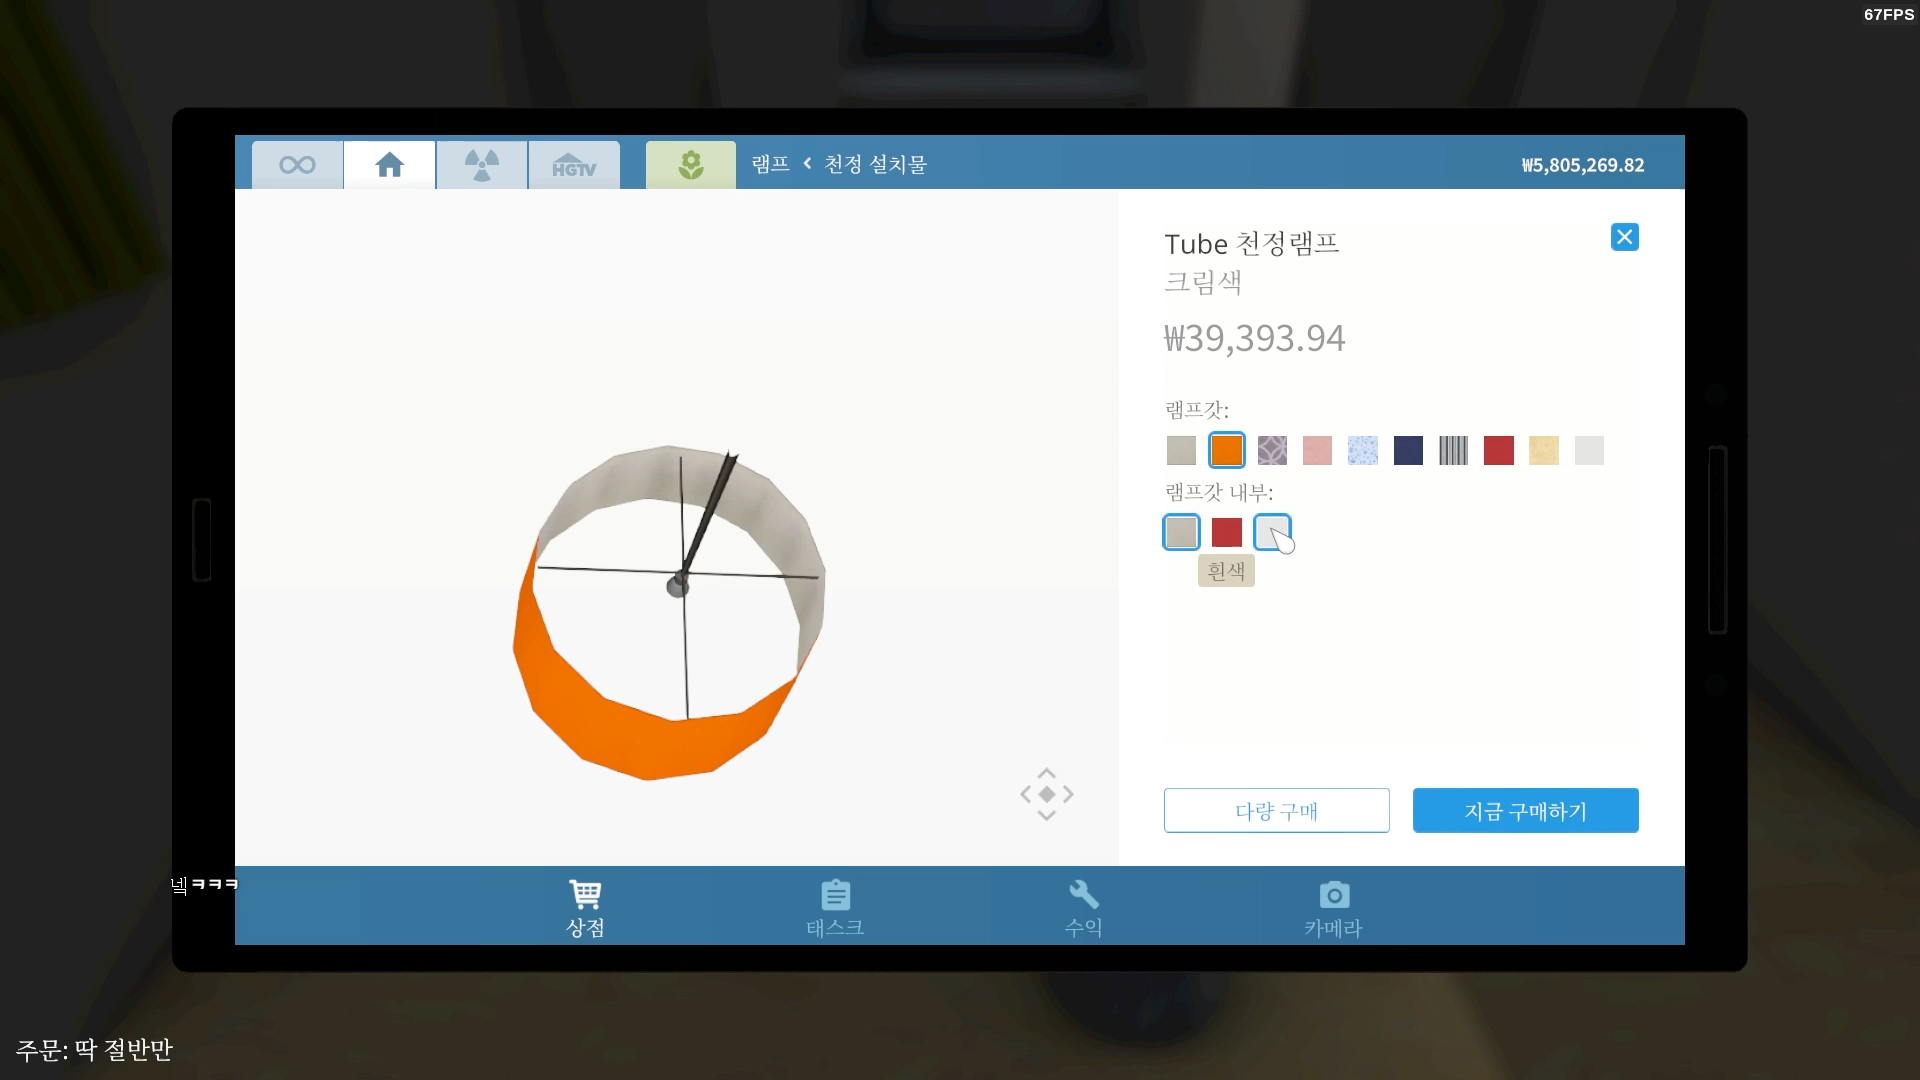 67FPS
HGTV
램프 < 천정 설치물
₩5,805,269.82
Tube 천정램프
크림색
₩39,393.94
램프갓:
램프갓 내부:
흰색
다량 구매
지금 구매하기
넼ㅋㅋㅋ
상점
태스크
수익
카메라
주문: 딱 절반만